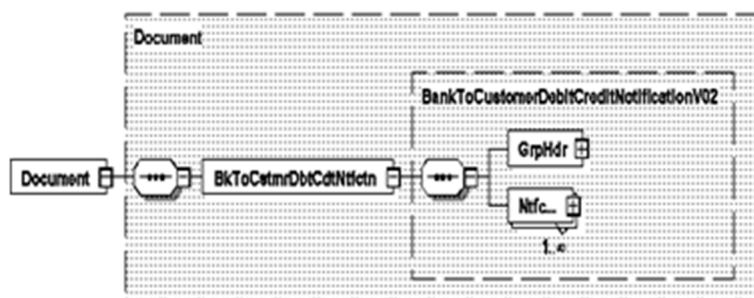 Document
BankToCustomerDebitCreditNotificationV02
GrpHdr
Document
BkToCstmrDbtCdtNtfctn
Ntfc...
1..∞